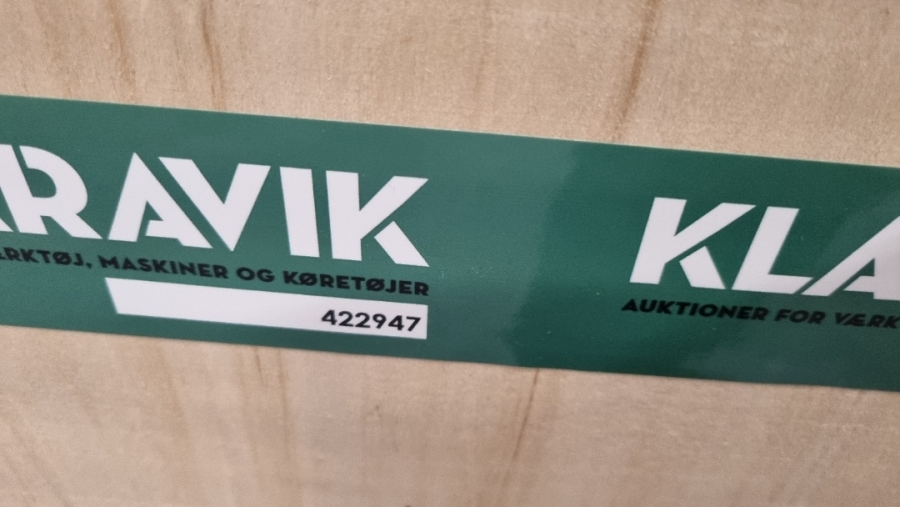 RAVIK
ÆRKTØJ, MASKINER OG KØRETØJER
422947
KLA
AUKTIONER FOR VÆRK